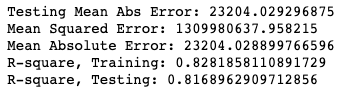 Testing Mean Abs Error: 23204.029296875
Mean Squared Error: 1309980637.958215
Mean Absolute Error: 23204.028899766596
R-square, Training: 0.8281858110891729
R-square, Testing: 0.8168962909712856